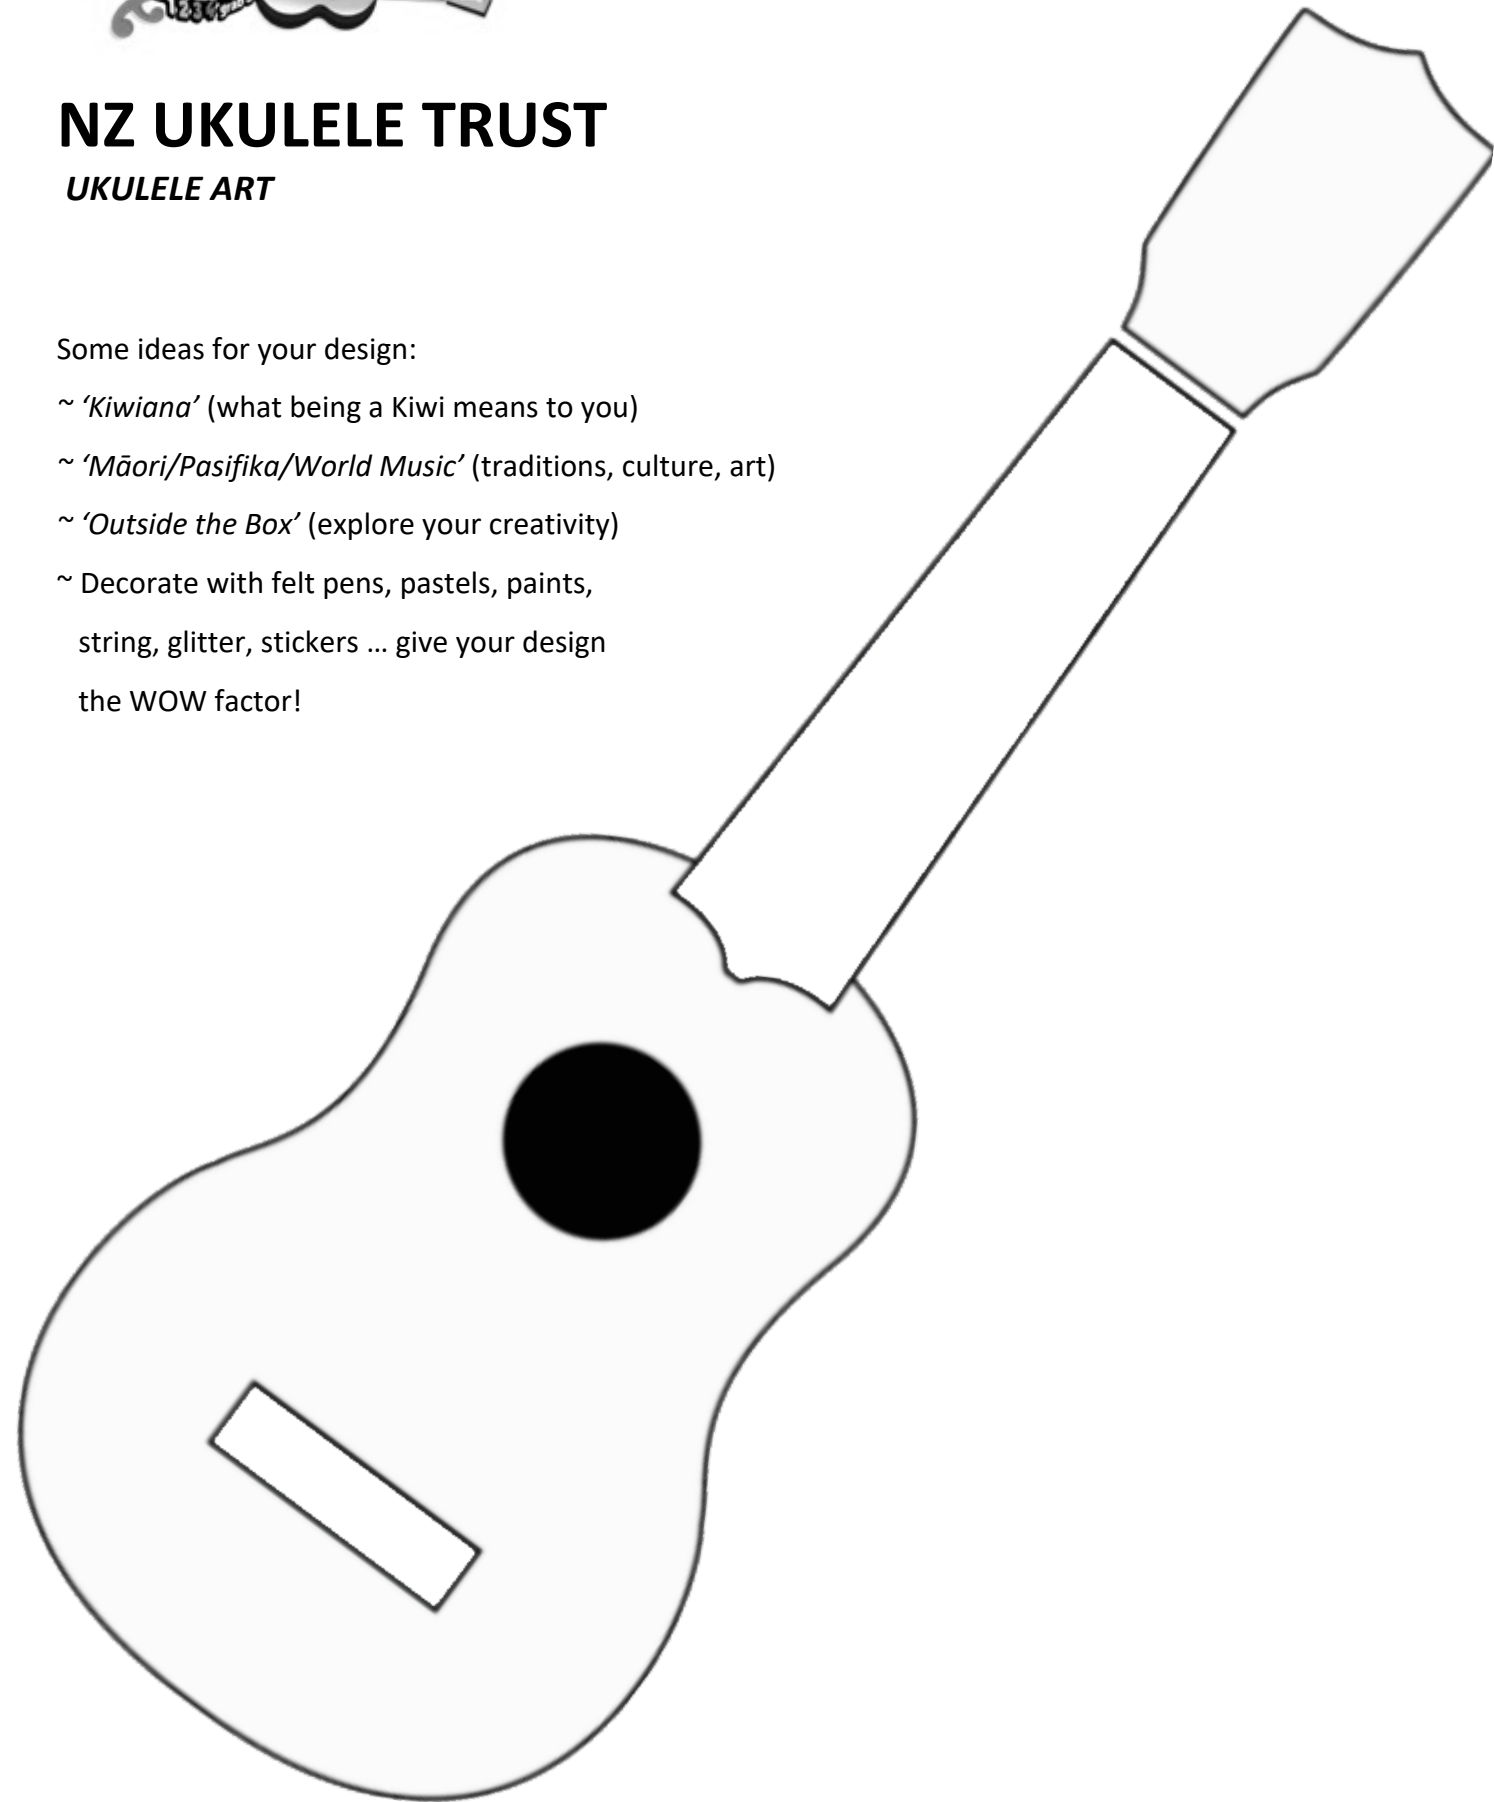 NZ UKULELE TRUST
UKULELE ART
Some ideas for your design:
~ ‘Kiwiana’ (what being a Kiwi means to you)
~ ‘Māori/Pasifika/World Music’ (traditions, culture, art)
~ ‘Outside the Box’ (explore your creativity)
~ Decorate with felt pens, pastels, paints,
string, glitter, stickers … give your design
the WOW factor!